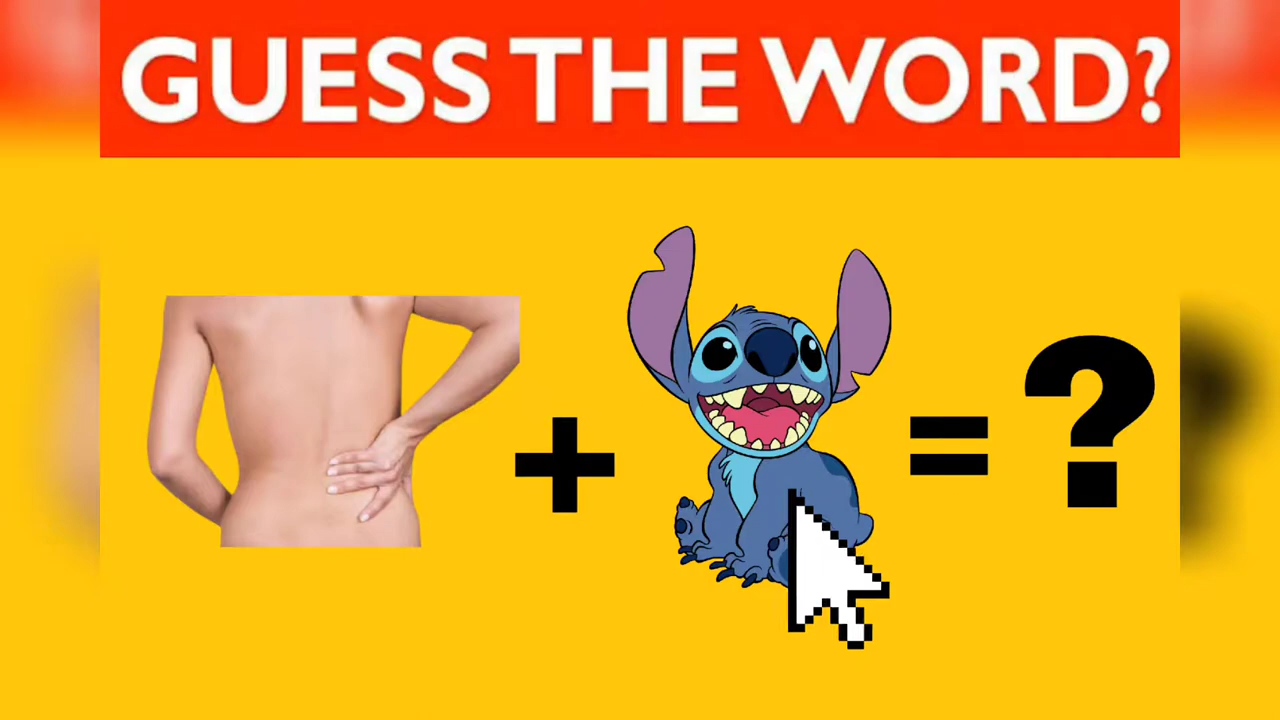 GUESS THE WORD?
+ = ?